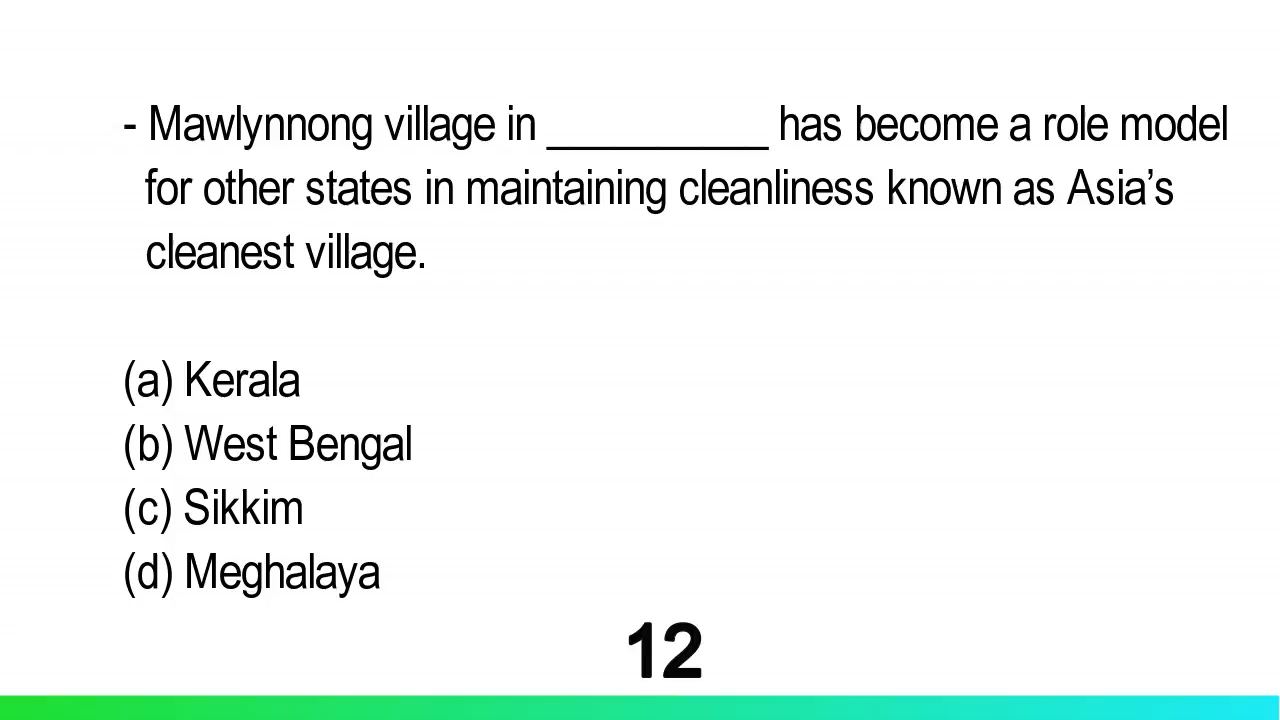 - Mawlynnong village in __________ has become a role model
for other states in maintaining cleanliness known as Asia’s
cleanest village.
(a) Kerala
(b) West Bengal
(c) Sikkim
(d) Meghalaya
12